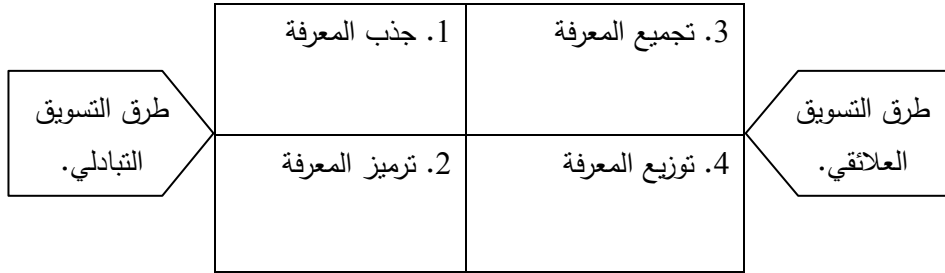 3. تجميع المعرفة
1. جذب المعرفة
طرق التسويق
العلائقي.
طرق التسويق
التبادلي.
4. توزيع المعرفة
2. ترميز المعرفة